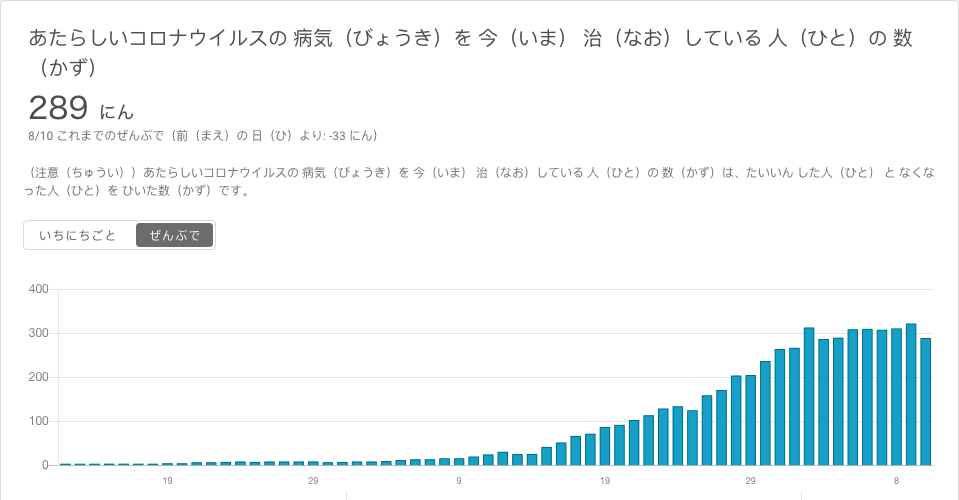 あたらしいコロナウイルスの 病気（びょうき）を 今（いま） 治（なお）している 人（ひと）の 数
（かず）
289 にん
8/10 これまでのぜんぶで（前（まえ）の 日（ひ）より: -33 にん）
（注意（ちゅうい））あたらしいコロナウイルスの 病気（びょうき）を 今（いま） 治（なお）している 人（ひと）の 数（かず）は、たいいん した人（ひと） と なくな
った人（ひと）を ひいた数（かず）です。
いちにちごと ぜんぶで
400
300
200
100
0
19 29 9 19 29 8